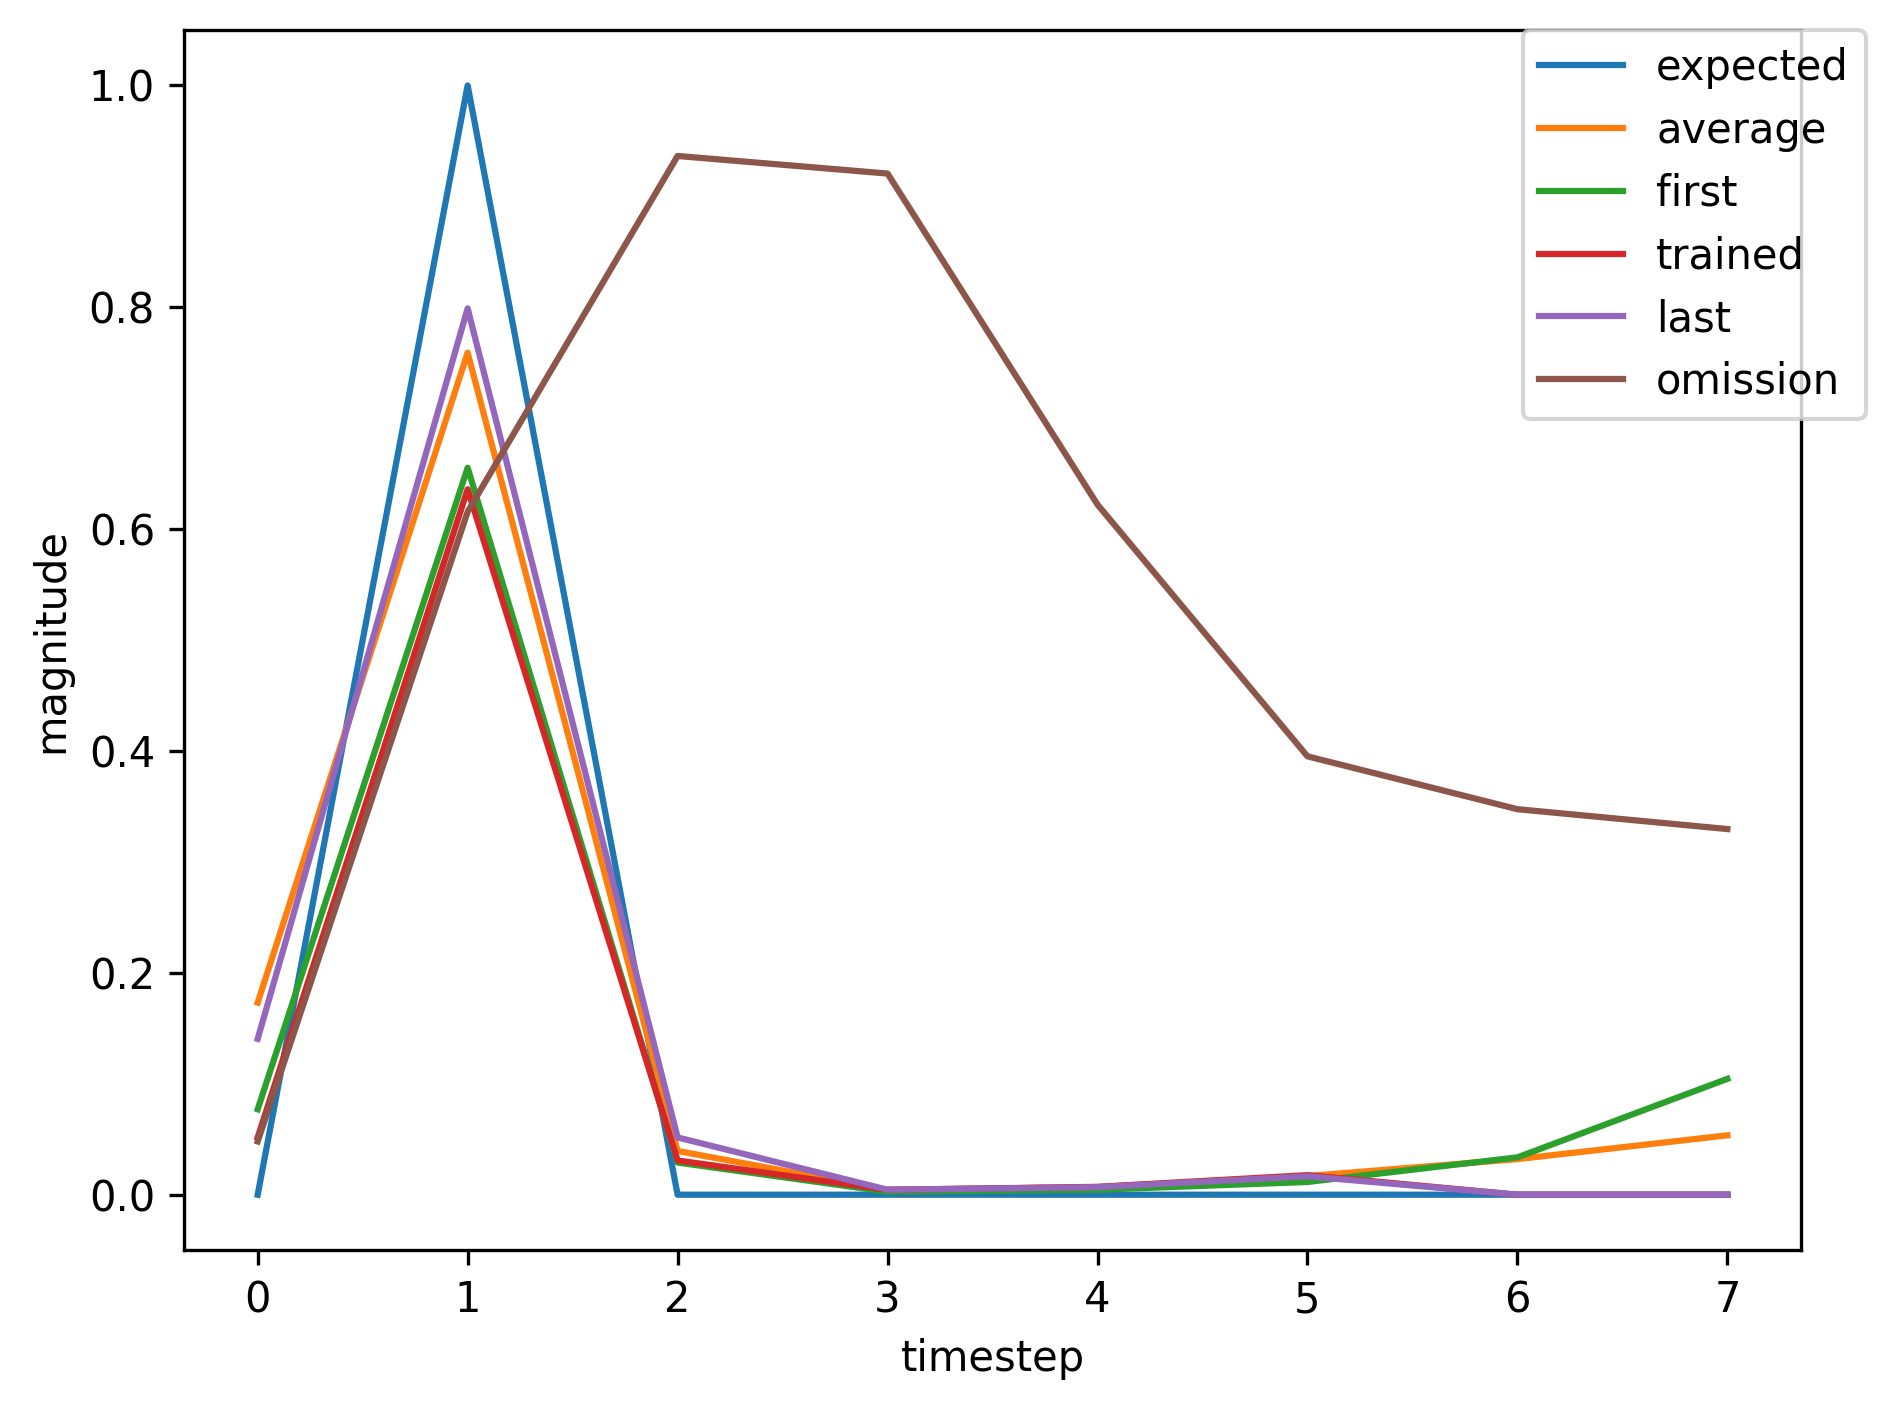 1.0
0.8
0.6
0.4
0.2
0.0
magnitude
0 1 2 3 4 5 6 7
timestep
expected
average
first
trained
last
omission